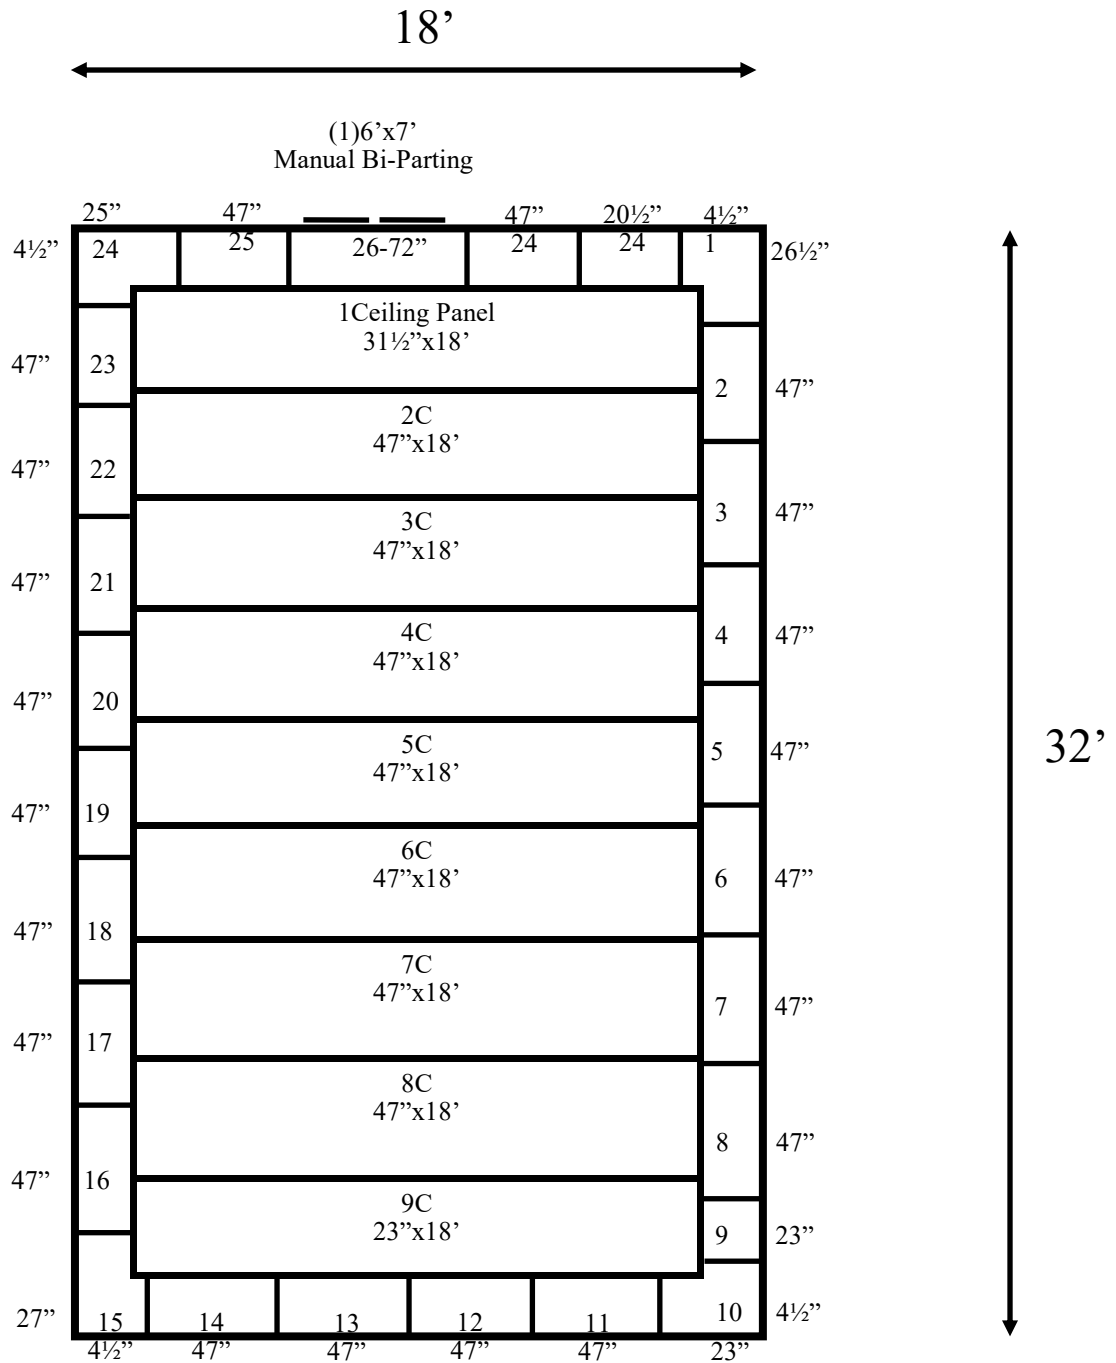 18’
(1)6’x7’
Manual Bi-Parting
25” 47” 47” 20½” 4½”
4½” 24 25 26-72” 24 24 1 26½”
1Ceiling Panel
31½”x18’
47” 23 2 47”
2C
47”x18’
47” 22 3 47”
3C
47”x18’
47” 21 4 47”
4C
47”x18’
47” 20 5 47” 32’
5C
47”x18’
47” 19 6 47”
6C
47”x18’
47” 18 7 47”
7C
47”x18’
47” 17 8 47”
8C
47”x18’
47” 16 9 23”
9C
23”x18’
27” 15 14 13 12 11 10 4½”
4½” 47” 47” 47” 47” 23”